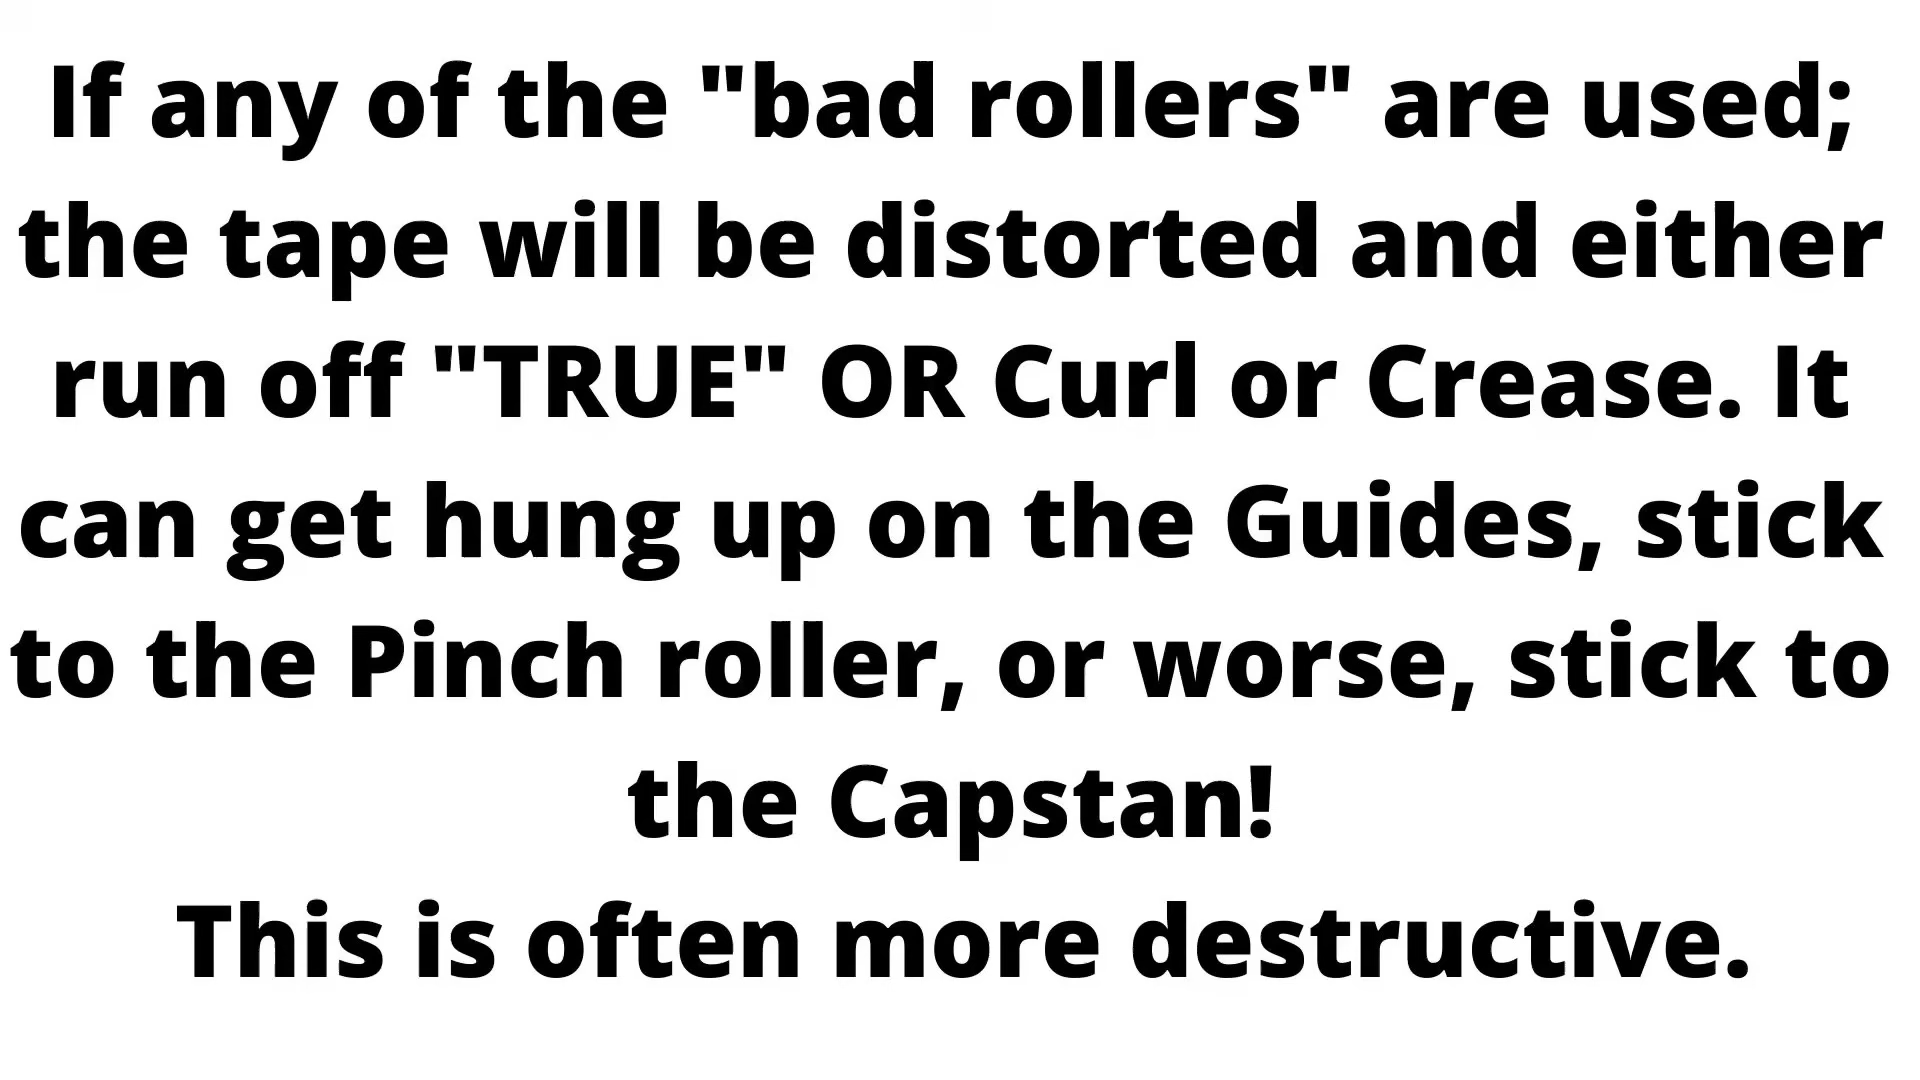 If any of the "bad rollers" are used;
the tape will be distorted and either
run off "TRUE" OR Curl or Crease. It
can get hung up on the Guides, stick
to the Pinch roller, or worse, stick to
the Capstan!
This is often more destructive.